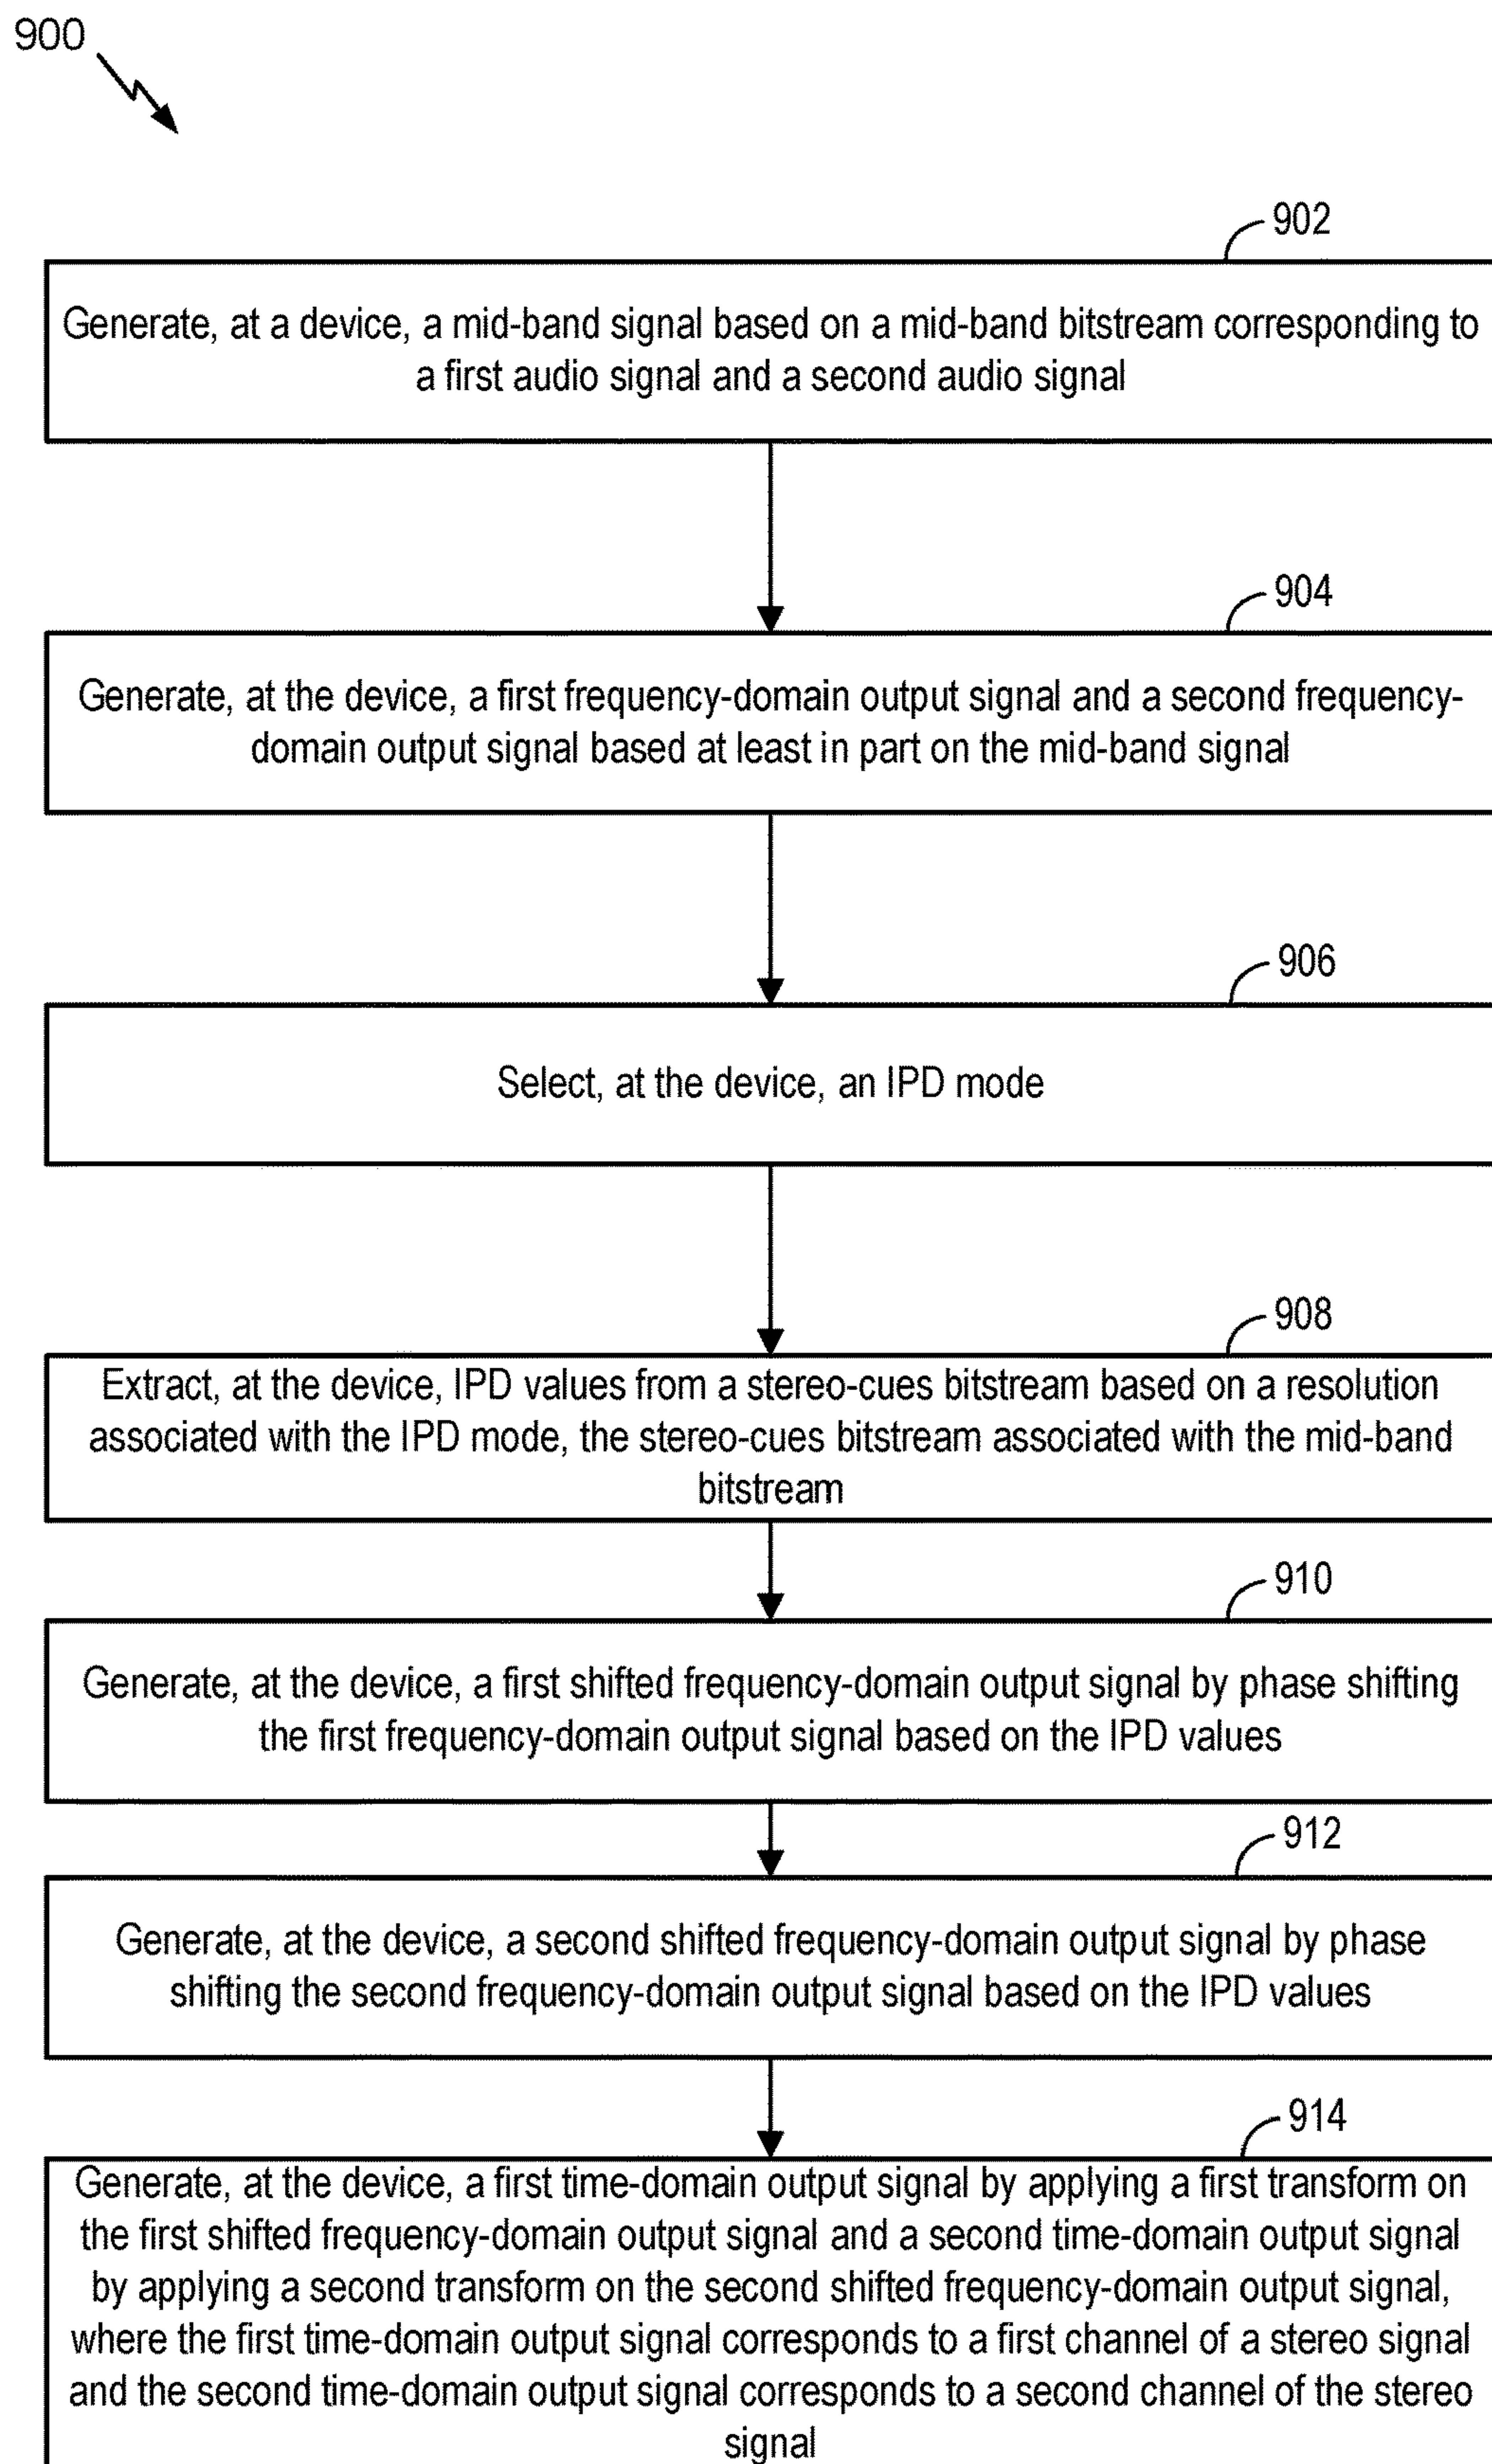 900
902
Generate, at a device, a mid-band signal based on a mid-band bitstream corresponding to
a first audio signal and a second audio signal
904
Generate, at the device, a first frequency-domain output signal and a second frequency-
domain output signal based at least in part on the mid-band signal
906
Select, at the device, an IPD mode
908
Extract, at the device, IPD values from a stereo-cues bitstream based on a resolution
associated with the IPD mode, the stereo-cues bitstream associated with the mid-band
bitstream
910
Generate, at the device, a first shifted frequency-domain output signal by phase shifting
the first frequency-domain output signal based on the IPD values
912
Generate, at the device, a second shifted frequency-domain output signal by phase
shifting the second frequency-domain output signal based on the IPD values
914
Generate, at the device, a first time-domain output signal by applying a first transform on
the first shifted frequency-domain output signal and a second time-domain output signal
by applying a second transform on the second shifted frequency-domain output signal,
where the first time-domain output signal corresponds to a first channel of a stereo signal
and the second time-domain output signal corresponds to a second channel of the stereo
signal